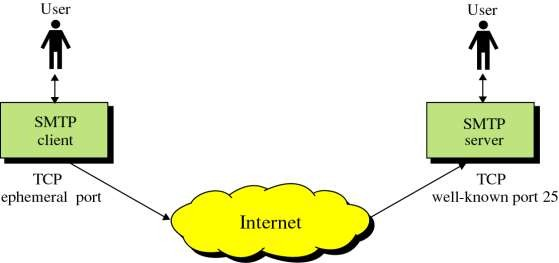 User
User
SMTP
client
SMTP
server
TCP
ephemeral port
TCP
well-known port 25
Internet